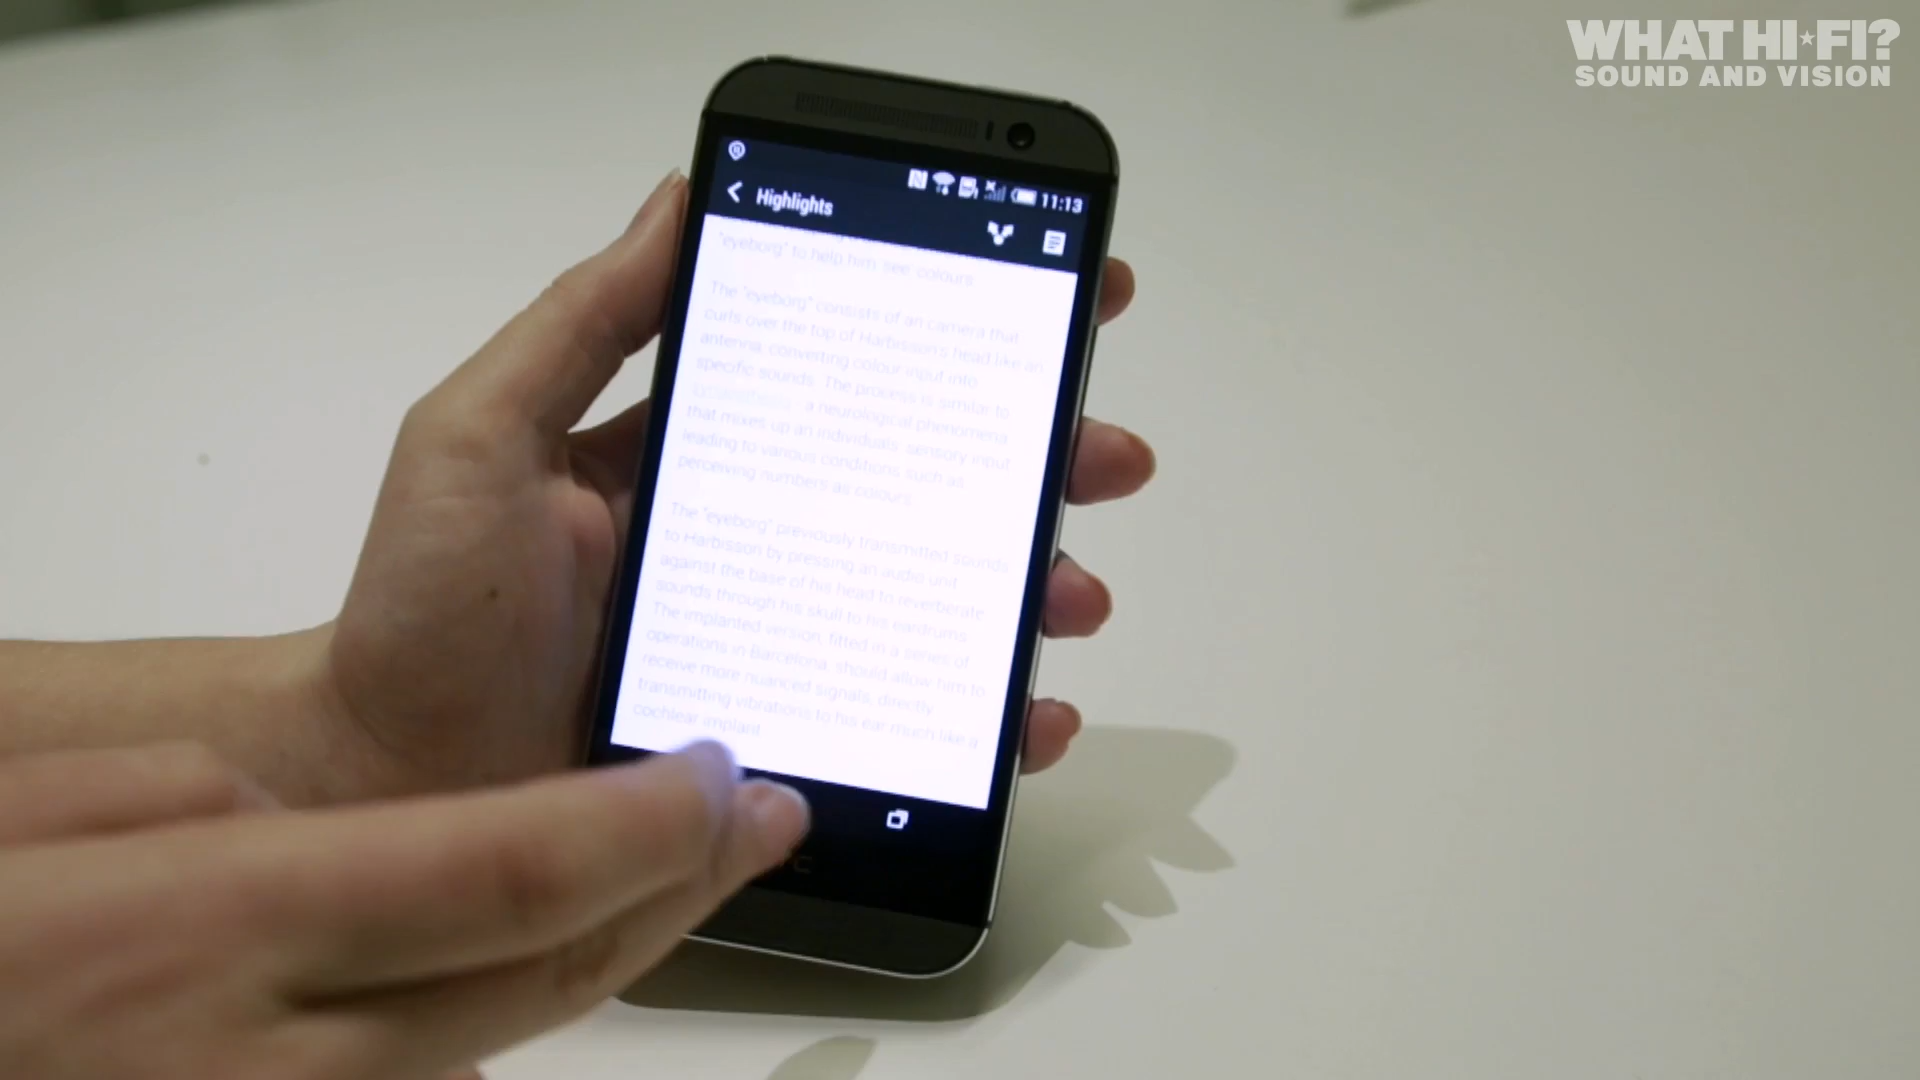 WHAT HI★FI?
SOUND AND VISION
11:13
Highlights
"eyeborg" to help him see colours
The "eyeborg" consists of an camera that
curls over the top of Harbisson's head like an
antenna, converting colour input into
specific sounds. The process is similar to
a neurological phenomena
that mixes up an individuals sensory input
leading to various conditions such as
perceiving numbers as colours
The "eyeborg" previously transmitted sounds
to Harbisson by pressing an audio unit
against the base of his head to reverberate
sounds through his skull to his eardrums
The implanted version, fitted in a series of
operations in Barcelona, should allow him to
receive more nuanced signals, directly
transmitting vibrations to his ear much like a
cochlear implant